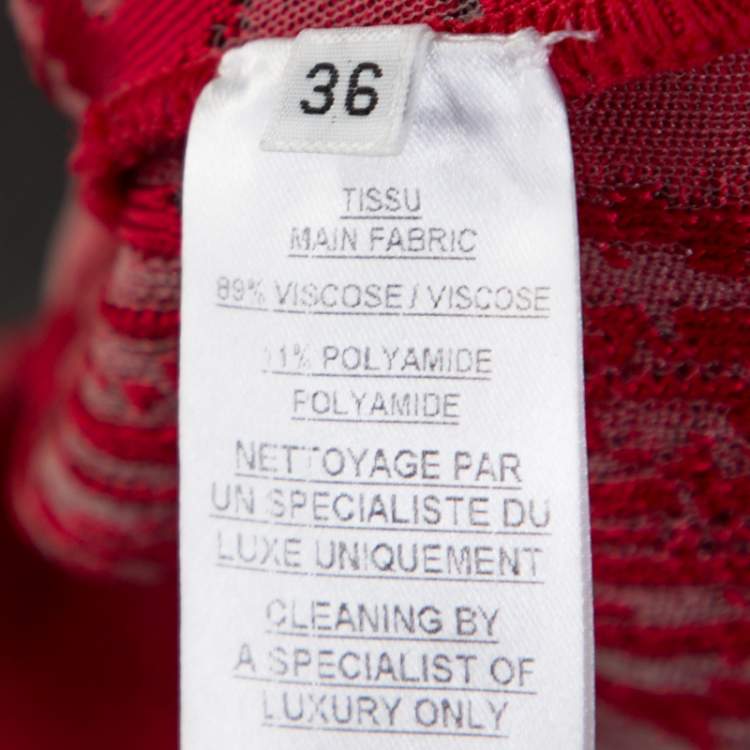 36
TISSU
MAIN FABRIC
89% VISCOSE / VISCOSE
11% POLYAMIDE
POLYAMIDE
NETTOYAGE PAR
UN SPECIALISTE DU
LUXE UNIQUEMENT
CLEANING BY
A SPECIALIST OF
LUXURY ONLY